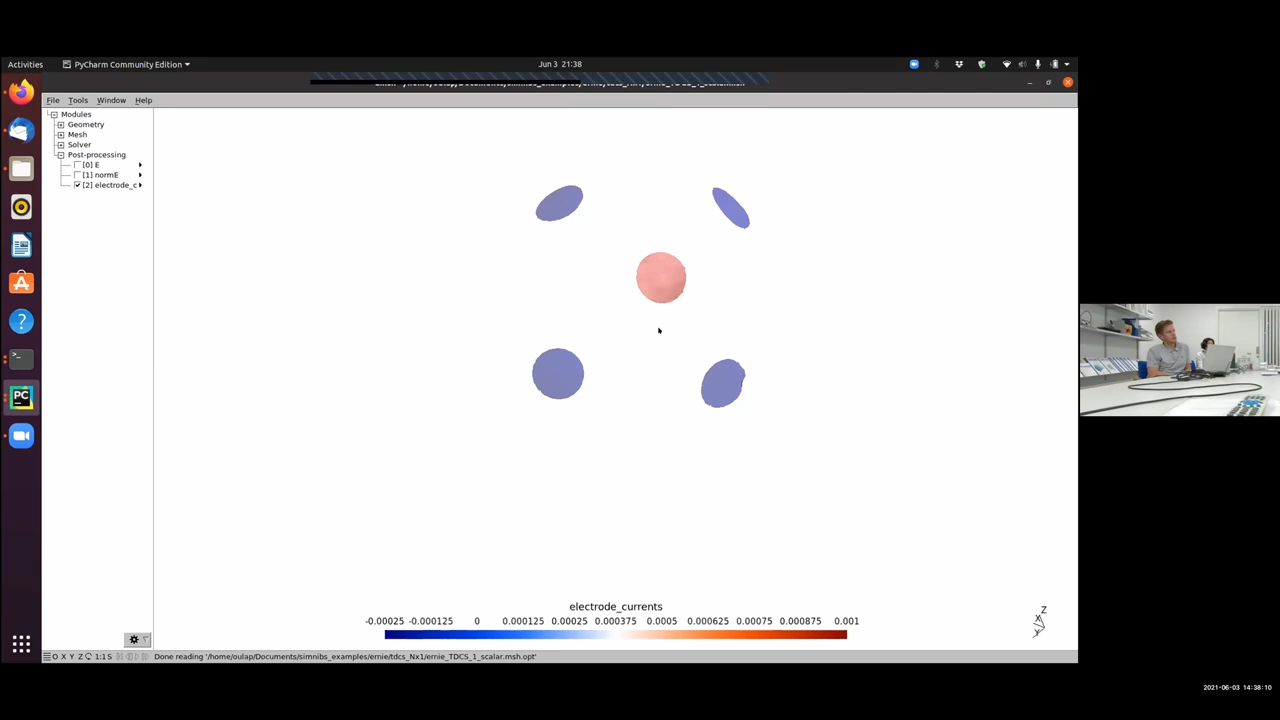 Activities
PyCharm Community Edition
Jun 3 21:38
File Tools Window Help
Modules
Geometry
Mesh
Solver
Post-processing
[0] E
[1] normE
[2] electrode_c
electrode_currents
-0.00025 -0.000125 0 0.000125 0.00025 0.000375 0.0005 0.000625 0.00075 0.000875 0.001
Z
X
Y
O X Y Z 1:1 S Done reading '/home/oulap/Documents/simnibs_examples/ernie/tdcs_Nx1/ernie_TDCS_1_scalar.msh.opt'
PC
2021-06-03 14:38:10